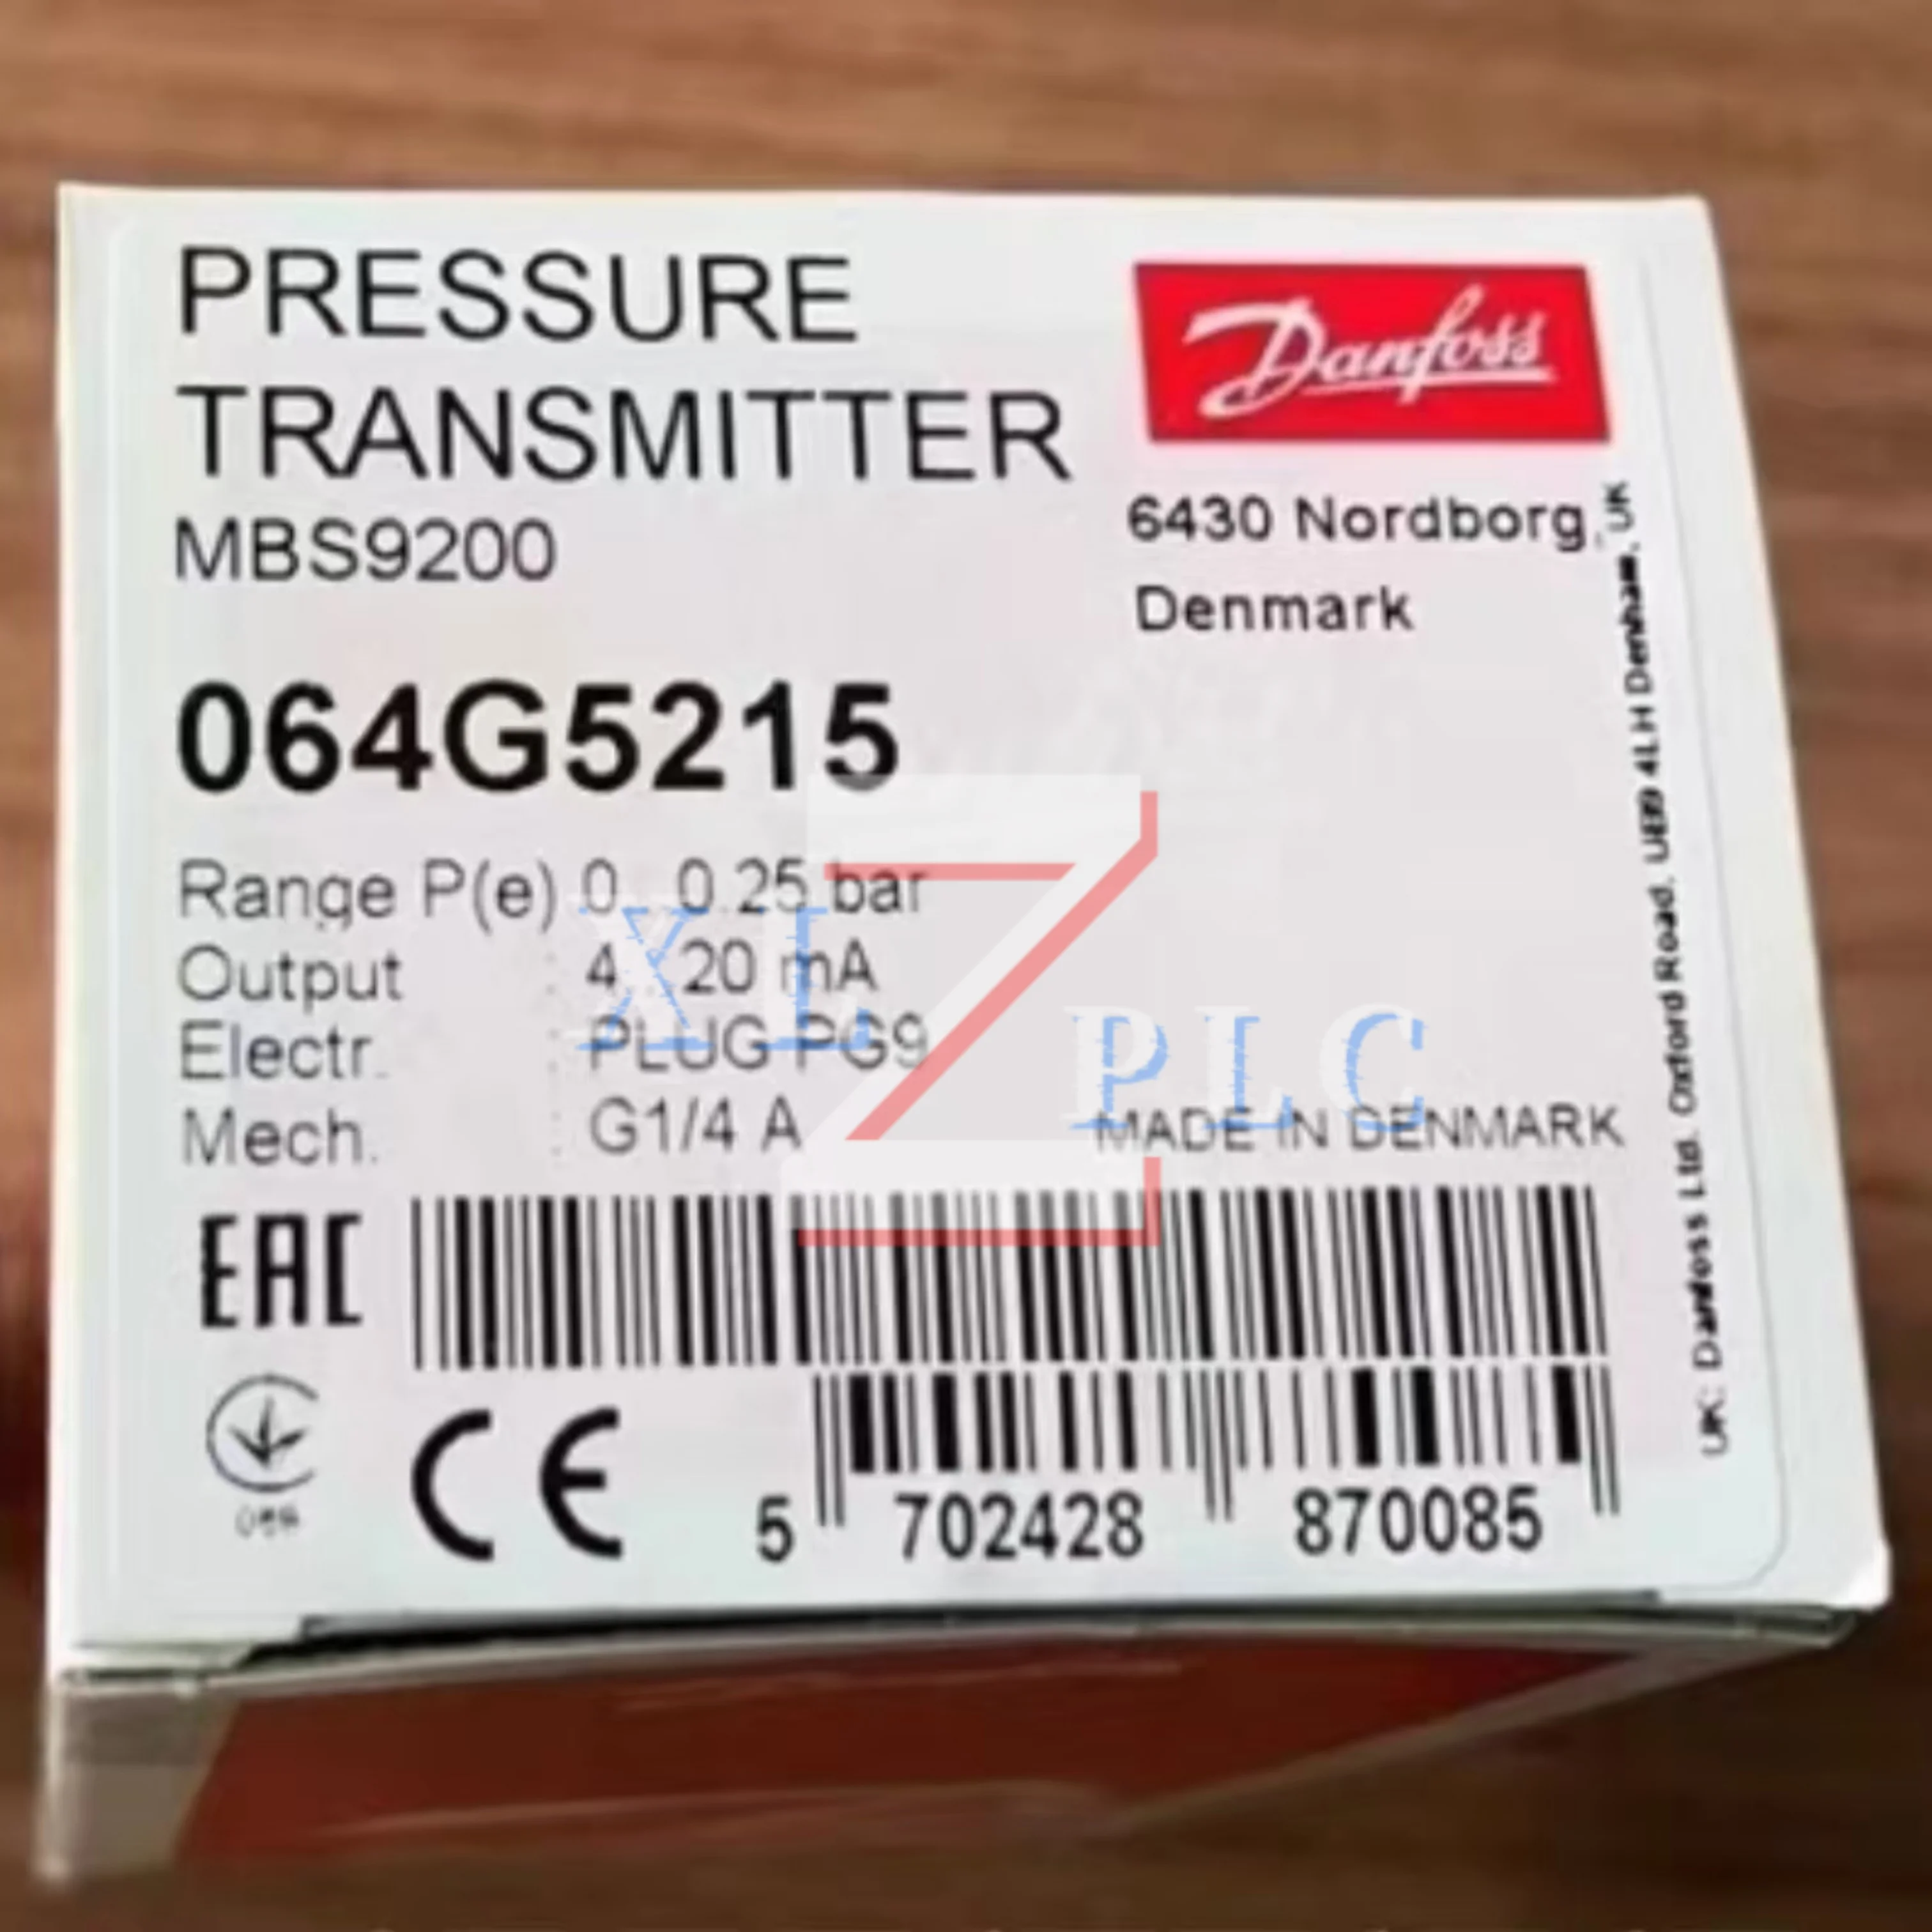 PRESSURE
TRANSMITTER
MBS9200
Danfoss
6430 Nordborg
Denmark
064G5215
Range P(e) 0...0.25 bar
Output : 4...20 mA
Electr. : PLUG PG9
Mech. : G1/4 A
MADE IN DENMARK
XL Z PLC
EAC
CE
5 702428 870085
UK: Danfoss Ltd. Oxford Road. UB9 4LH Denham, UK